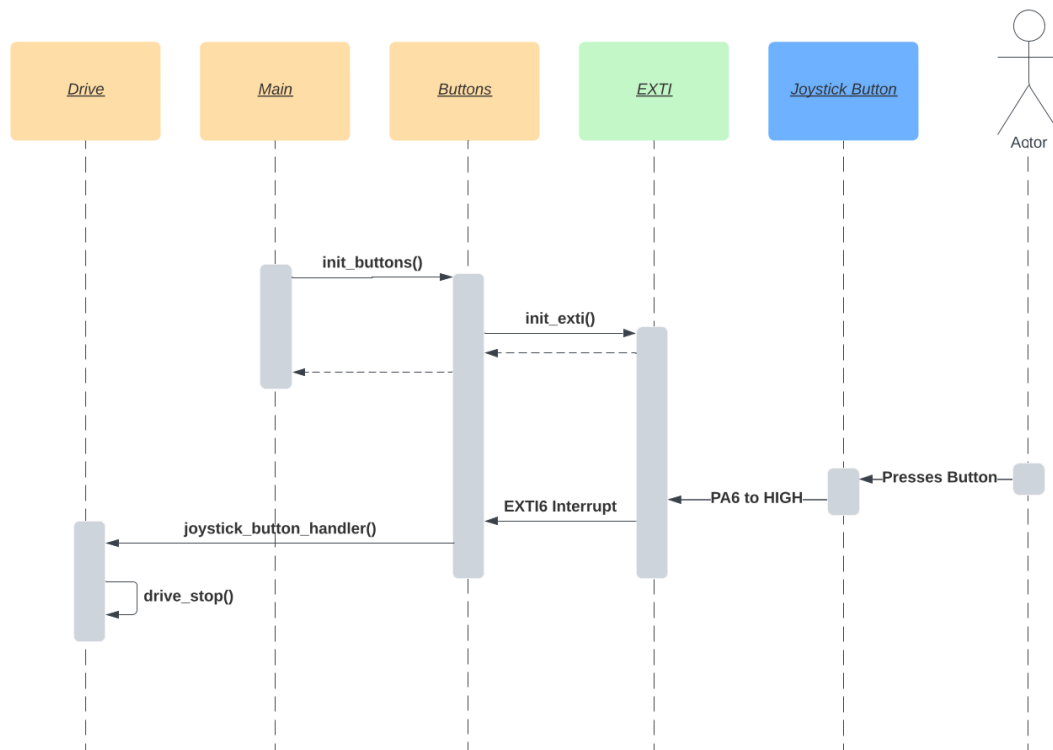 Drive
Main
Buttons
EXTI
Joystick Button
Actor
init_buttons()
init_exti()
Presses Button
PA6 to HIGH
EXTI6 Interrupt
joystick_button_handler()
drive_stop()